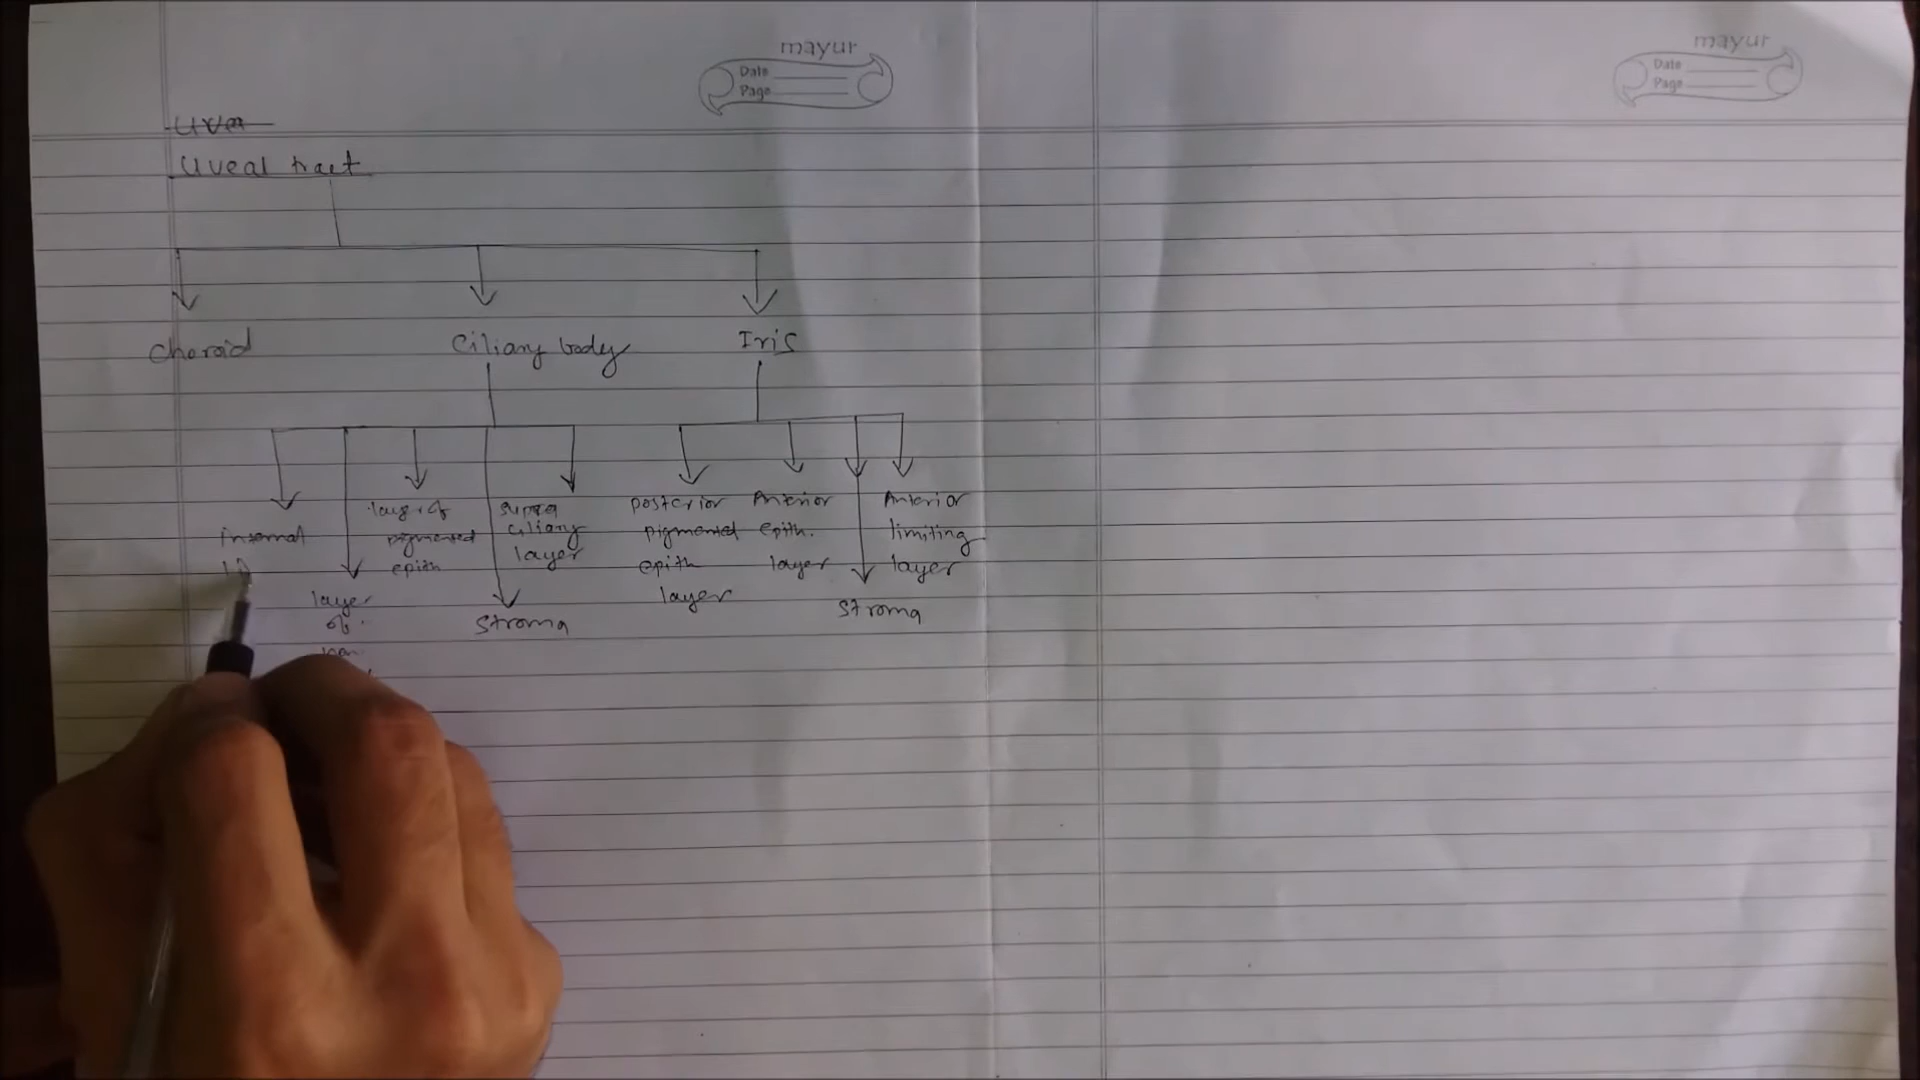 mayur
Date
Page
mayur
Date
Page
Uveal tract
Choroid
Ciliary body
Iris
internal
layer
of
non
layer of
pigmented
epith
Stroma
supra
Ciliary
layer
posterior
pigmented
epith
layer
Anterior
epith.
layer
Stroma
Anterior
limiting
layer